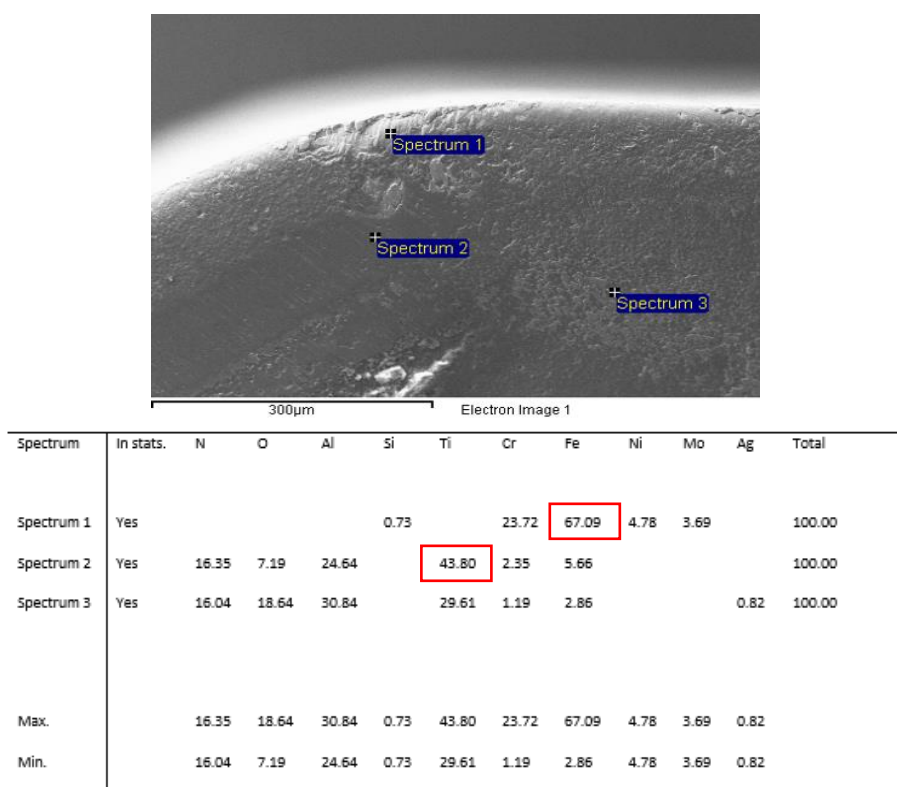 Spectrum 1
Spectrum 2
Spectrum 3
300µm Electron Image 1
Spectrum In stats. N O Al Si Ti Cr Fe Ni Mo Ag Total
Spectrum 1 Yes 0.73 23.72 67.09 4.78 3.69 100.00
Spectrum 2 Yes 16.35 7.19 24.64 43.80 2.35 5.66 100.00
Spectrum 3 Yes 16.04 18.64 30.84 29.61 1.19 2.86 0.82 100.00
Max. 16.35 18.64 30.84 0.73 43.80 23.72 67.09 4.78 3.69 0.82
Min. 16.04 7.19 24.64 0.73 29.61 1.19 2.86 4.78 3.69 0.82